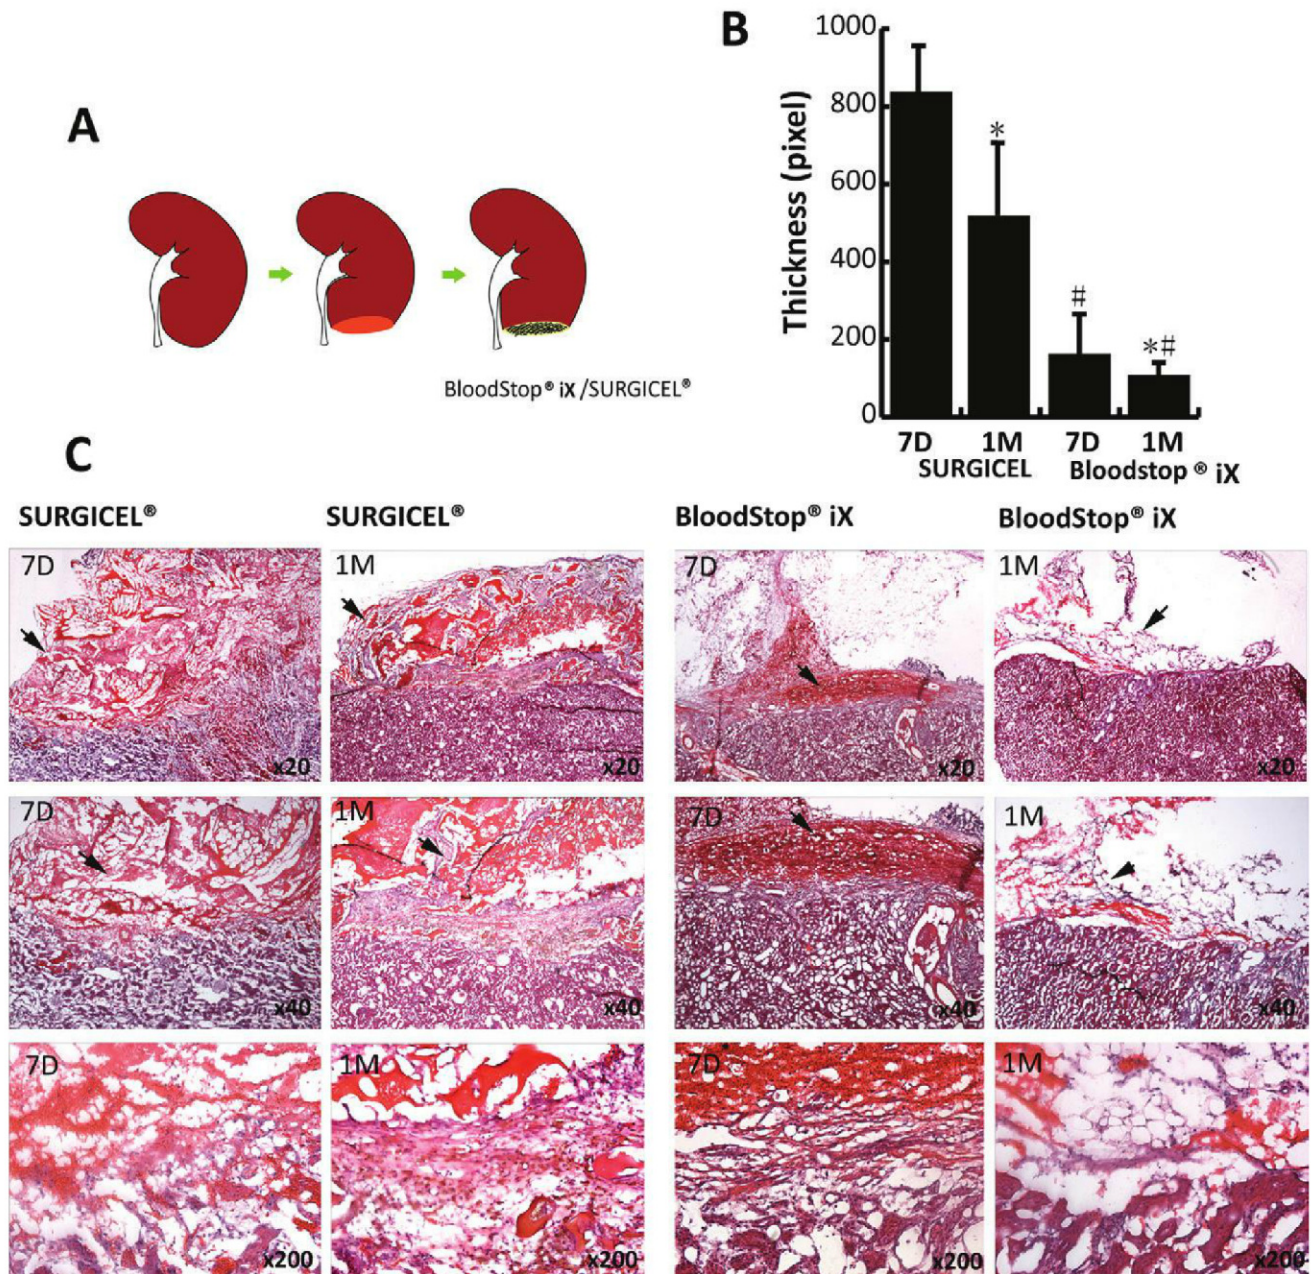 A
BloodStop® iX /SURGICEL®
B
Thickness (pixel)
1000
800
600
400
200
0
*
#
*#
7D 1M 7D 1M
SURGICEL Bloodstop® iX
C
SURGICEL® SURGICEL® BloodStop® iX BloodStop® iX
7D 1M 7D 1M
x20 x20 x20 x20
7D 1M 7D 1M
x40 x40 x40 x40
7D 1M 7D 1M
x200 x200 x200 x200